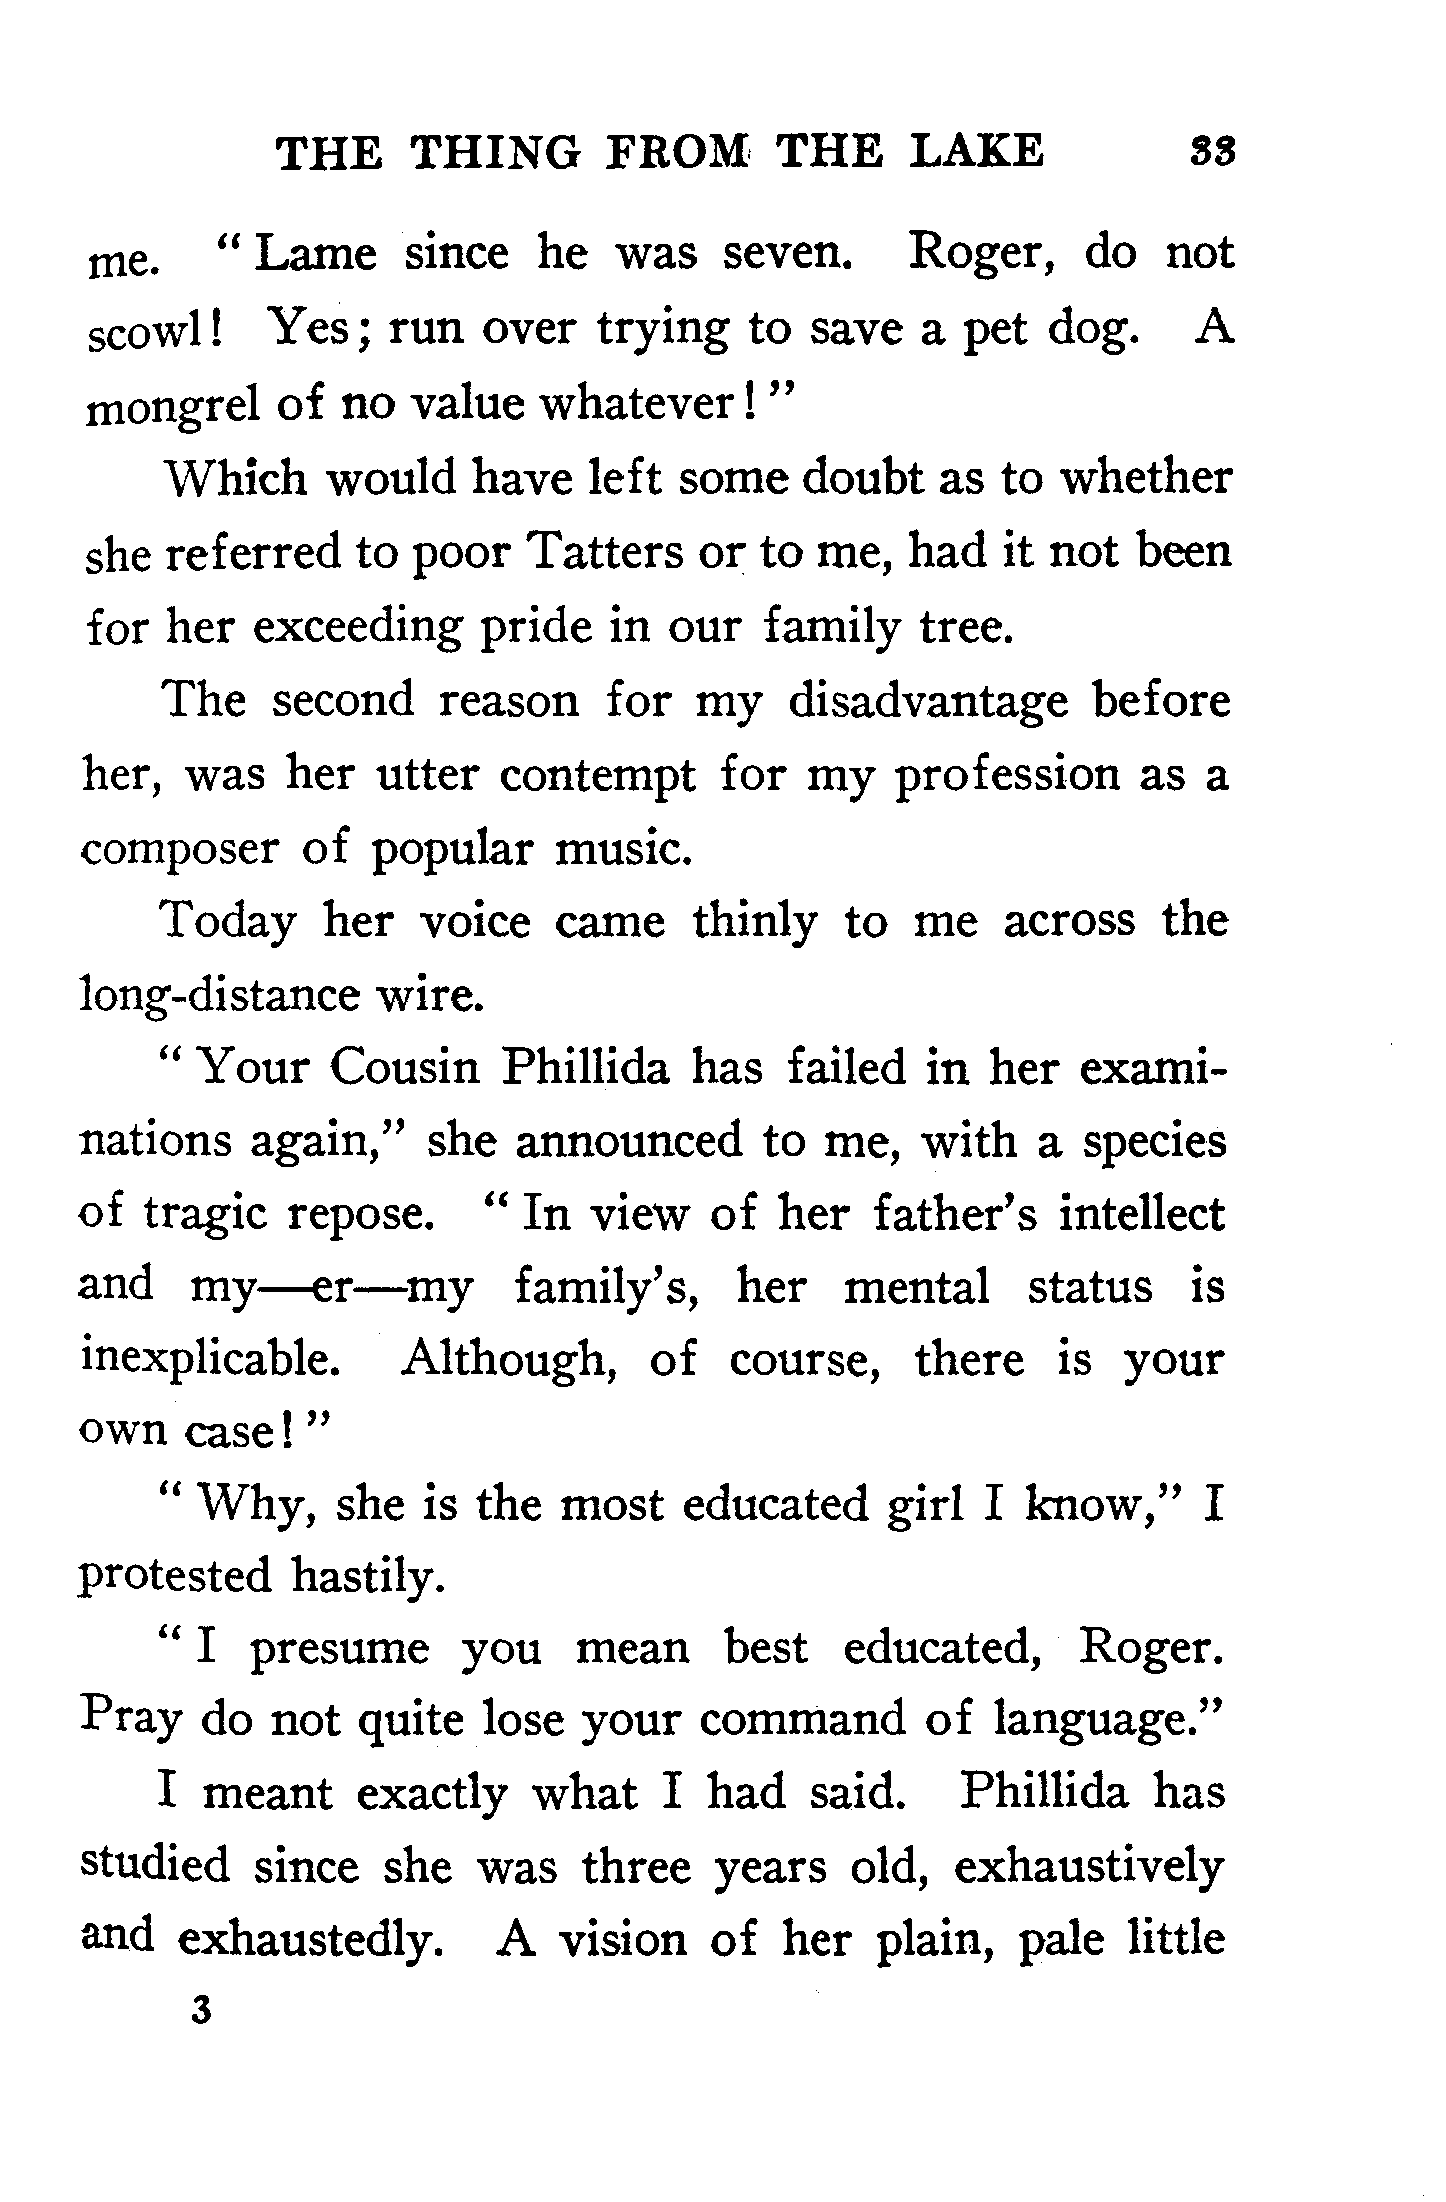 THE THING FROM THE LAKE 33
me. “ Lame since he was seven. Roger, do not
scowl! Yes; run over trying to save a pet dog. A
mongrel of no value whatever! ”
Which would have left some doubt as to whether
she referred to poor Tatters or to me, had it not been
for her exceeding pride in our family tree.
The second reason for my disadvantage before
her, was her utter contempt for my profession as a
composer of popular music.
Today her voice came thinly to me across the
long-distance wire.
“ Your Cousin Phillida has failed in her exami-
nations again,” she announced to me, with a species
of tragic repose. “ In view of her father’s intellect
and my—er—my family’s, her mental status is
inexplicable. Although, of course, there is your
own case! ”
“ Why, she is the most educated girl I know,” I
protested hastily.
“ I presume you mean best educated, Roger.
Pray do not quite lose your command of language.”
I meant exactly what I had said. Phillida has
studied since she was three years old, exhaustively
and exhaustedly. A vision of her plain, pale little
3